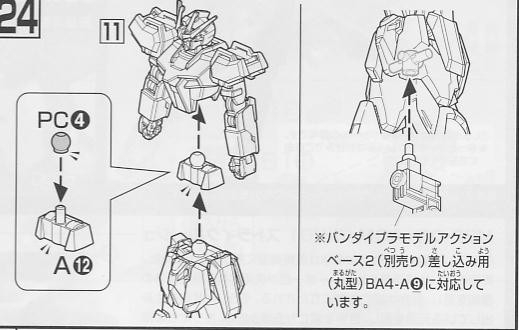 24
11
PC❹
A⓬
※バンダイプラモデルアクション
ベース2(別売り)差し込み用
(丸型)BA4-A❾に対応して
います。